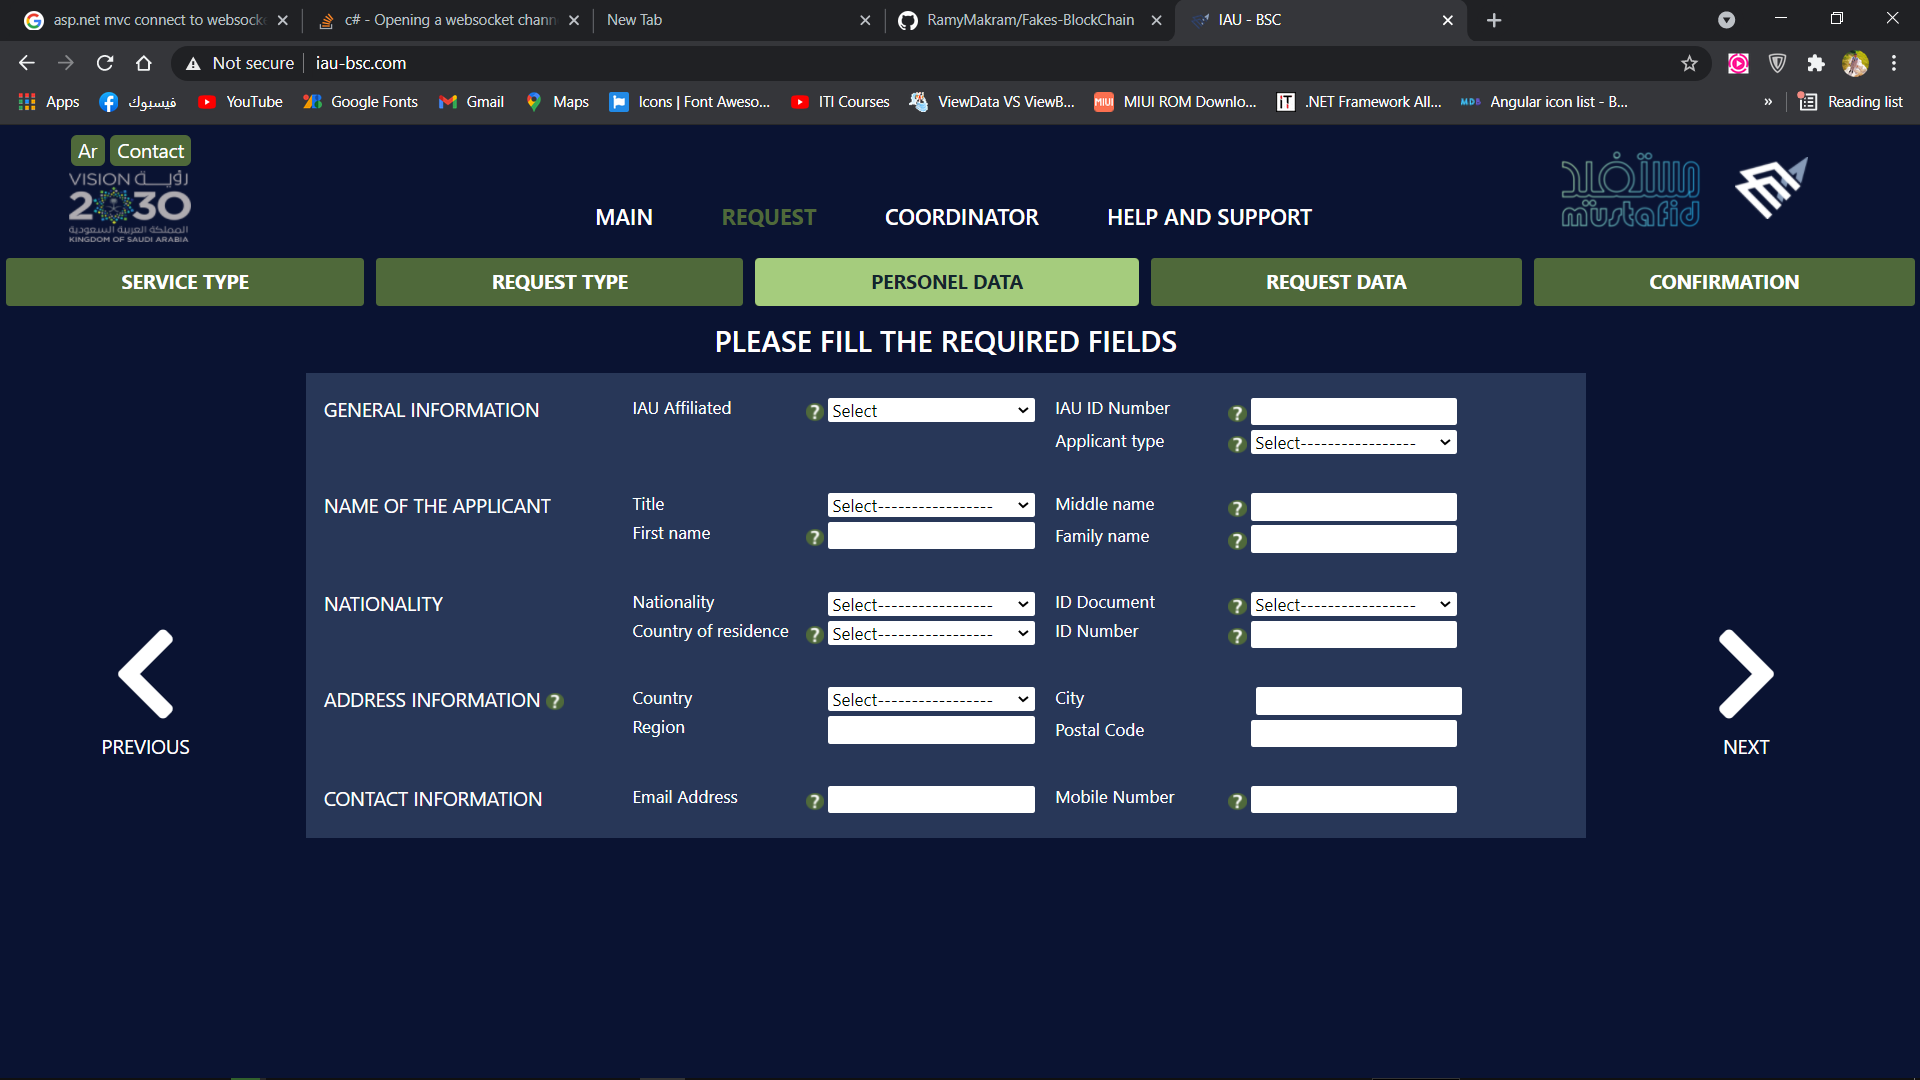 asp.net mvc connect to websocke
c# - Opening a websocket chann
New Tab
RamyMakram/Fakes-BlockChain
IAU - BSC
Not secure
iau-bsc.com
Apps
فيسبوك
YouTube
Google Fonts
Gmail
Maps
Icons | Font Aweso...
ITI Courses
ViewData VS ViewB...
MIUI ROM Downlo...
.NET Framework All...
Angular icon list - B...
»
Reading list
Ar
Contact
VISION رؤيـة
2030
المملكة العربية السعودية
KINGDOM OF SAUDI ARABIA
MAIN
REQUEST
COORDINATOR
HELP AND SUPPORT
مستفيد
mustafid
SERVICE TYPE
REQUEST TYPE
PERSONEL DATA
REQUEST DATA
CONFIRMATION
PLEASE FILL THE REQUIRED FIELDS
GENERAL INFORMATION
IAU Affiliated
? Select
IAU ID Number
?
Applicant type
? Select-----------------
NAME OF THE APPLICANT
Title
Select-----------------
Middle name
?
First name
?
Family name
?
NATIONALITY
Nationality
Select-----------------
ID Document
? Select-----------------
Country of residence
? Select-----------------
ID Number
?
ADDRESS INFORMATION ?
Country
Select-----------------
City
Region
Postal Code
CONTACT INFORMATION
Email Address
?
Mobile Number
?
PREVIOUS
NEXT